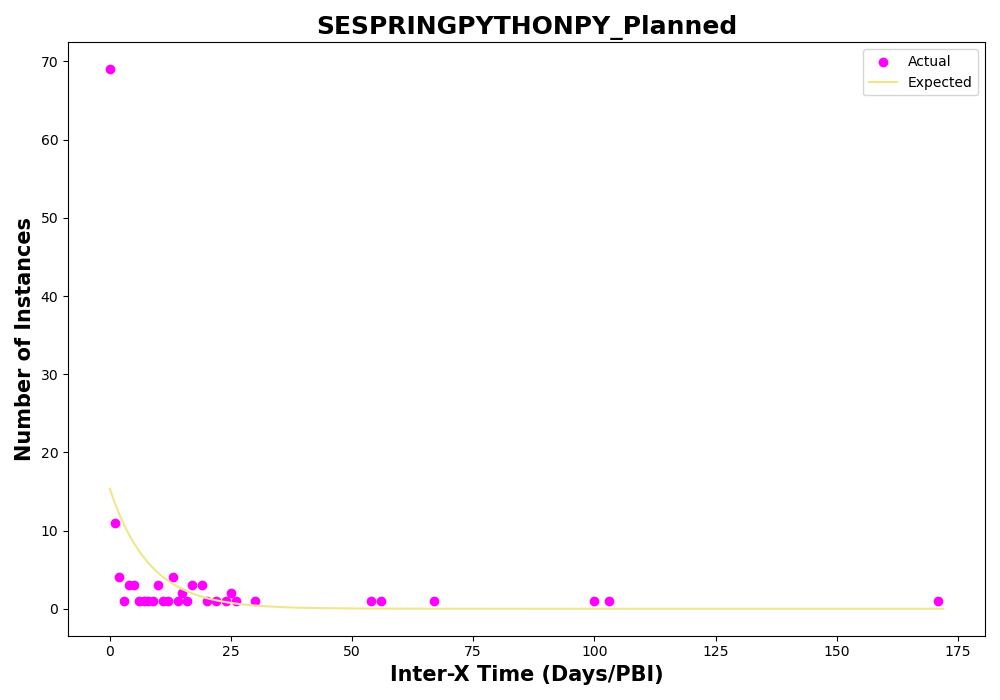 SESPRINGPYTHONPY_Planned
Actual
Expected
70
60
50
40
30
20
10
0
Number of Instances
0 25 50 75 100 125 150 175
Inter-X Time (Days/PBI)